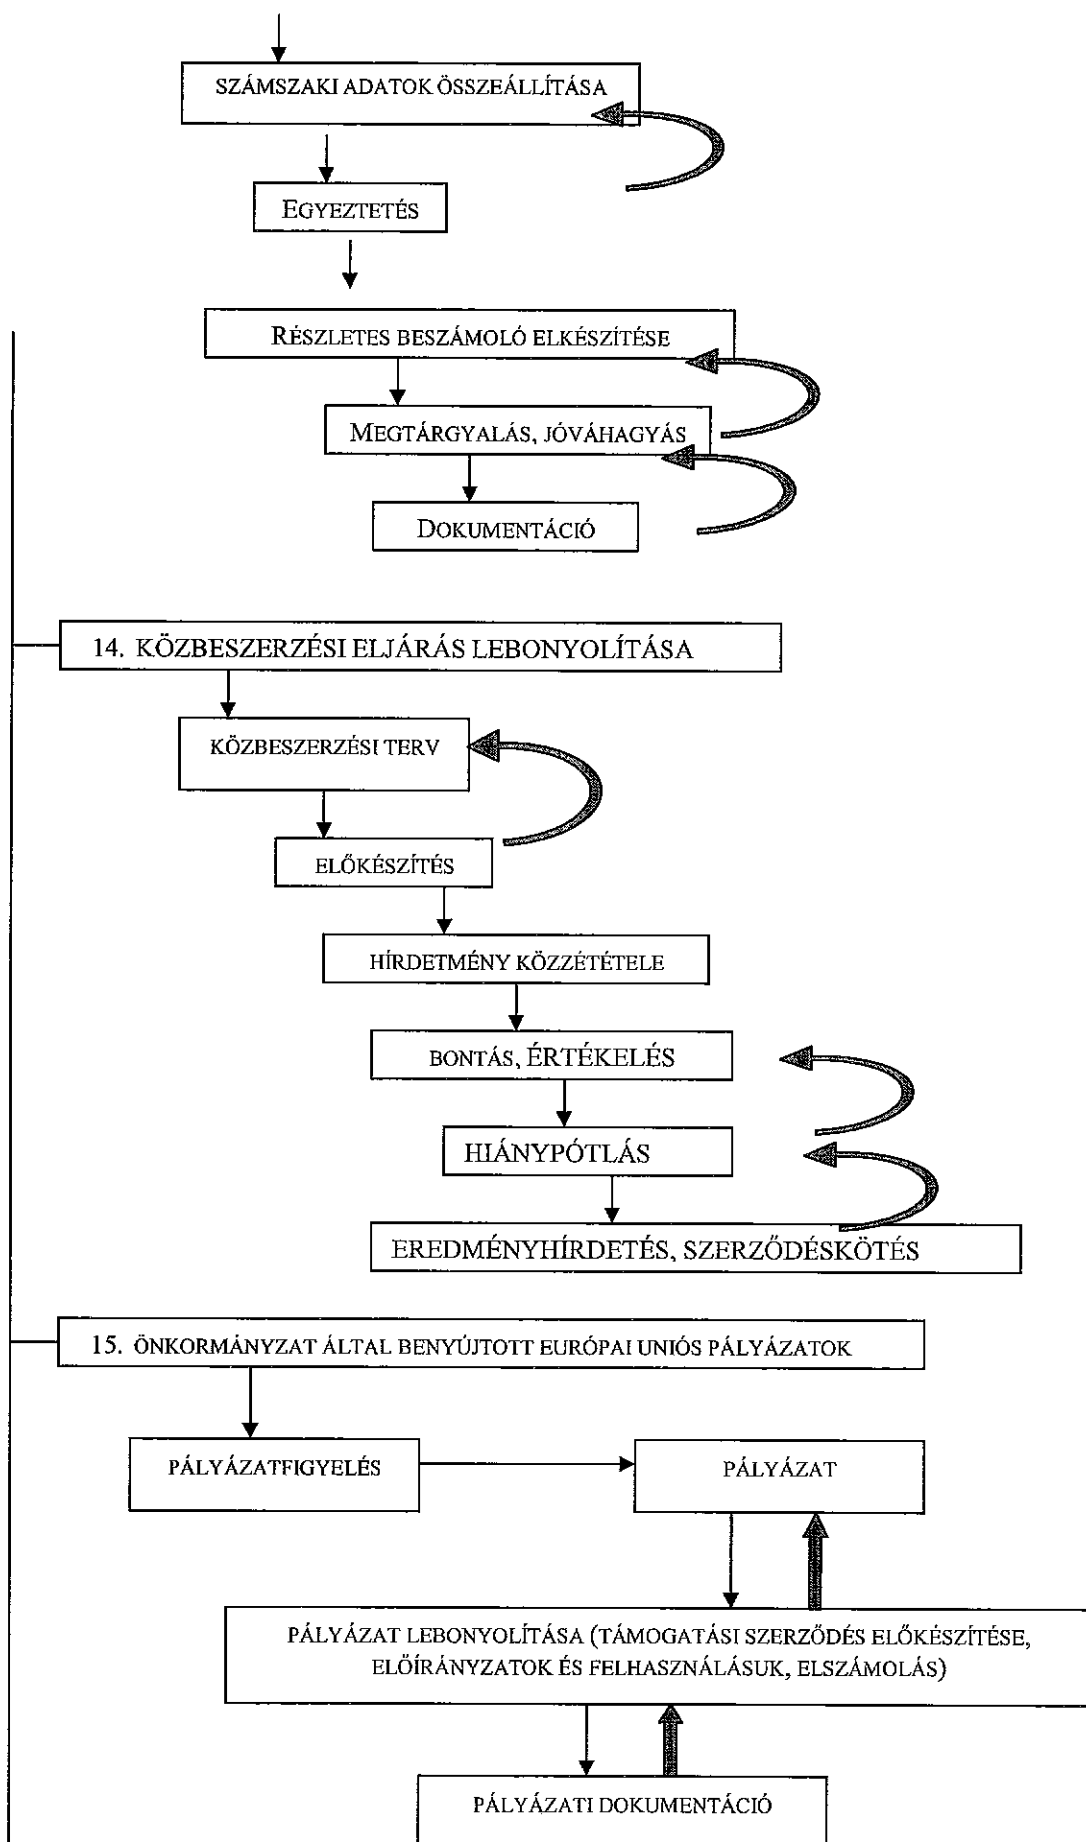 SZÁMSZAKI ADATOK ÖSSZEÁLLÍTÁSA
EGYEZTETÉS
RÉSZLETES BESZÁMOLÓ ELKÉSZÍTÉSE
MEGTÁRGYALÁS, JÓVÁHAGYÁS
DOKUMENTÁCIÓ
14. KÖZBESZERZÉSI ELJÁRÁS LEBONYOLÍTÁSA
KÖZBESZERZÉSI TERV
ELŐKÉSZÍTÉS
HÍRDETMÉNY KÖZZÉTÉTELE
BONTÁS, ÉRTÉKELÉS
HIÁNYPÓTLÁS
EREDMÉNYHÍRDETÉS, SZERZŐDÉSKÖTÉS
15. ÖNKORMÁNYZAT ÁLTAL BENYÚJTOTT EURÓPAI UNIÓS PÁLYÁZATOK
PÁLYÁZATFIGYELÉS
PÁLYÁZAT
PÁLYÁZAT LEBONYOLÍTÁSA (TÁMOGATÁSI SZERZŐDÉS ELŐKÉSZÍTÉSE,
ELŐIRÁNYZATOK ÉS FELHASZNÁLÁSUK, ELSZÁMOLÁS)
PÁLYÁZATI DOKUMENTÁCIÓ